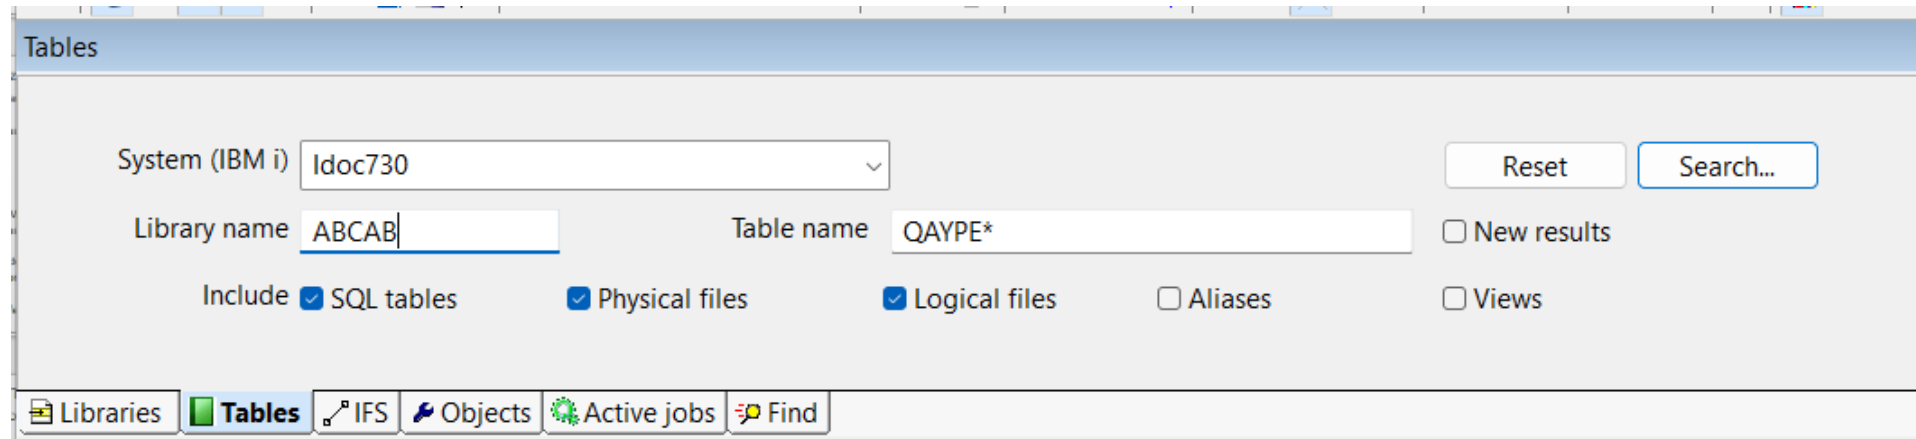 Tables
System (IBM i) Idoc730 Reset Search...
Library name ABCAB Table name QAYPE* New results
Include SQL tables Physical files Logical files Aliases Views
Libraries Tables IFS Objects Active jobs Find